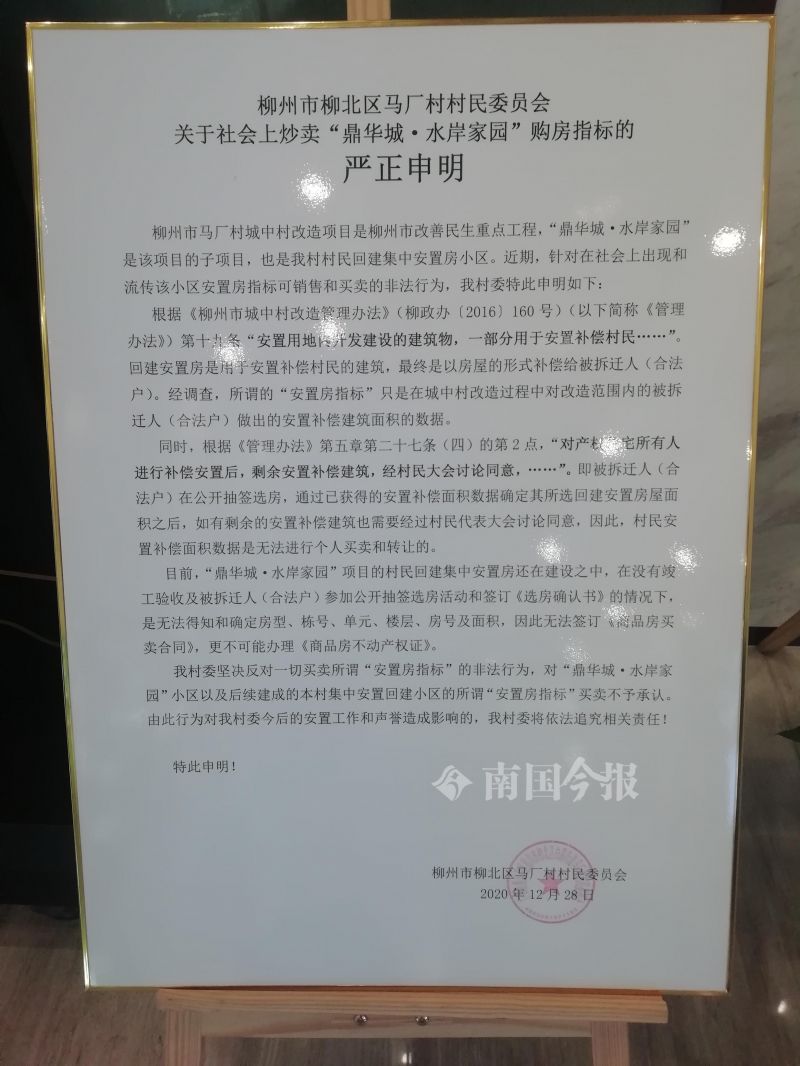 柳州市柳北区马厂村村民委员会
关于社会上炒卖“鼎华城·水岸家园”购房指标的
严正申明
柳州市马厂村城中村改造项目是柳州市改善民生重点工程，“鼎华城·水岸家园”
是该项目的子项目，也是我村村民回建集中安置房小区。近期，针对在社会上出现和
流传该小区安置房指标可销售和买卖的非法行为，我村委特此申明如下：
根据《柳州市城中村改造管理办法》（柳政办〔2016〕160号）（以下简称《管理
办法》）第十九条“安置用地内开发建设的建筑物，一部分用于安置补偿村民……”。
回建安置房是用于安置补偿村民的建筑，最终是以房屋的形式补偿给被拆迁人（合法
户）。经调查，所谓的“安置房指标”只是在城中村改造过程中对改造范围内的被拆
迁人（合法户）做出的安置补偿建筑面积的数据。
同时，根据《管理办法》第五章第二十七条（四）的第2点，“对产权住宅所有人
进行补偿安置后，剩余安置补偿建筑，经村民大会讨论同意，……”。即被拆迁人（合
法户）在公开抽签选房，通过已获得的安置补偿面积数据确定其所选回建安置房屋面
积之后，如有剩余的安置补偿建筑也需要经过村民代表大会讨论同意，因此，村民安
置补偿面积数据是无法进行个人买卖和转让的。
目前，“鼎华城·水岸家园”项目的村民回建集中安置房还在建设之中，在没有竣
工验收及被拆迁人（合法户）参加公开抽签选房活动和签订《选房确认书》的情况下，
是无法得知和确定房型、栋号、单元、楼层、房号及面积，因此无法签订《商品房买
卖合同》，更不可能办理《商品房不动产权证》。
我村委坚决反对一切买卖所谓“安置房指标”的非法行为，对“鼎华城·水岸家
园”小区以及后续建成的本村集中安置回建小区的所谓“安置房指标”买卖不予承认。
由此行为对我村委今后的安置工作和声誉造成影响的，我村委将依法追究相关责任！
特此申明！
南国今报
柳州市柳北区马厂村村民委员会
2020年12月28日